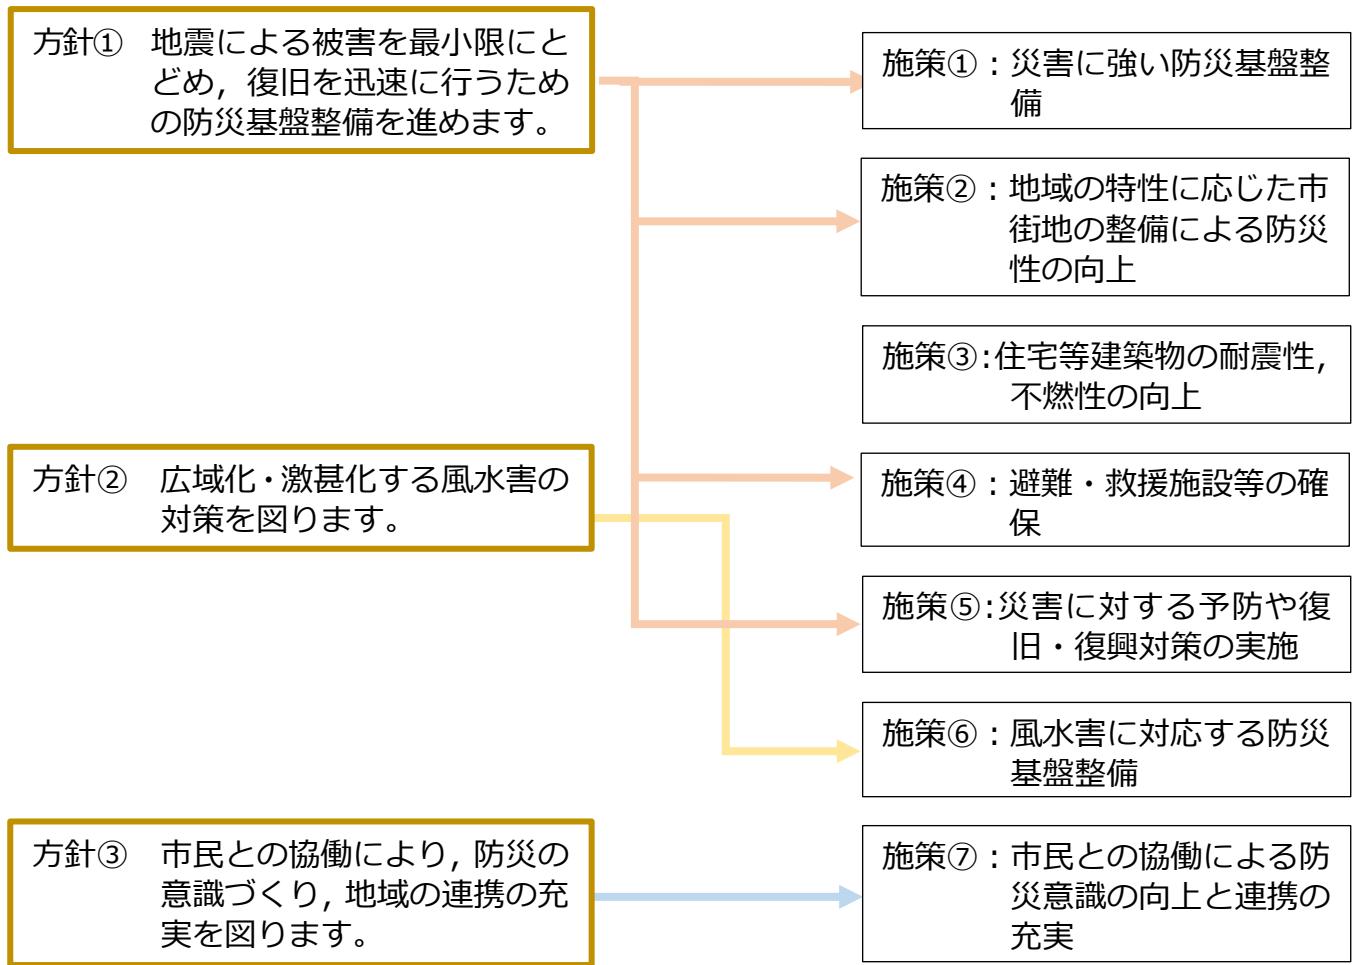 方針① 地震による被害を最小限にと
どめ，復旧を迅速に行うため
の防災基盤整備を進めます。
方針② 広域化・激甚化する風水害の
対策を図ります。
方針③ 市民との協働により，防災の
意識づくり，地域の連携の充
実を図ります。
施策①：災害に強い防災基盤整
備
施策②：地域の特性に応じた市
街地の整備による防災
性の向上
施策③：住宅等建築物の耐震性，
不燃性の向上
施策④：避難・救援施設等の確
保
施策⑤：災害に対する予防や復
旧・復興対策の実施
施策⑥：風水害に対応する防災
基盤整備
施策⑦：市民との協働による防
災意識の向上と連携の
充実